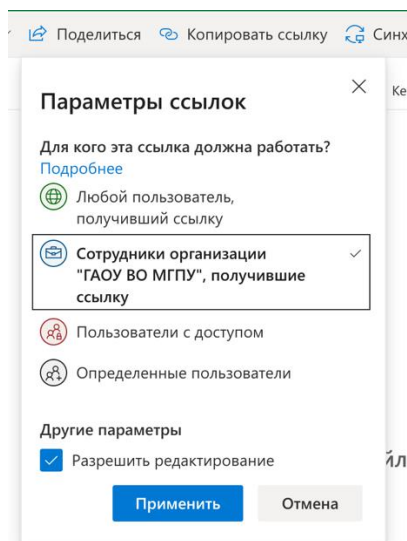 Поделиться Копировать ссылку
Параметры ссылок
Для кого эта ссылка должна работать?
Подробнее
Любой пользователь,
получивший ссылку
Сотрудники организации
"ГАОУ ВО МГПУ", получившие
ссылку
Пользователи с доступом
Определенные пользователи
Другие параметры
Разрешить редактирование
Применить Отмена